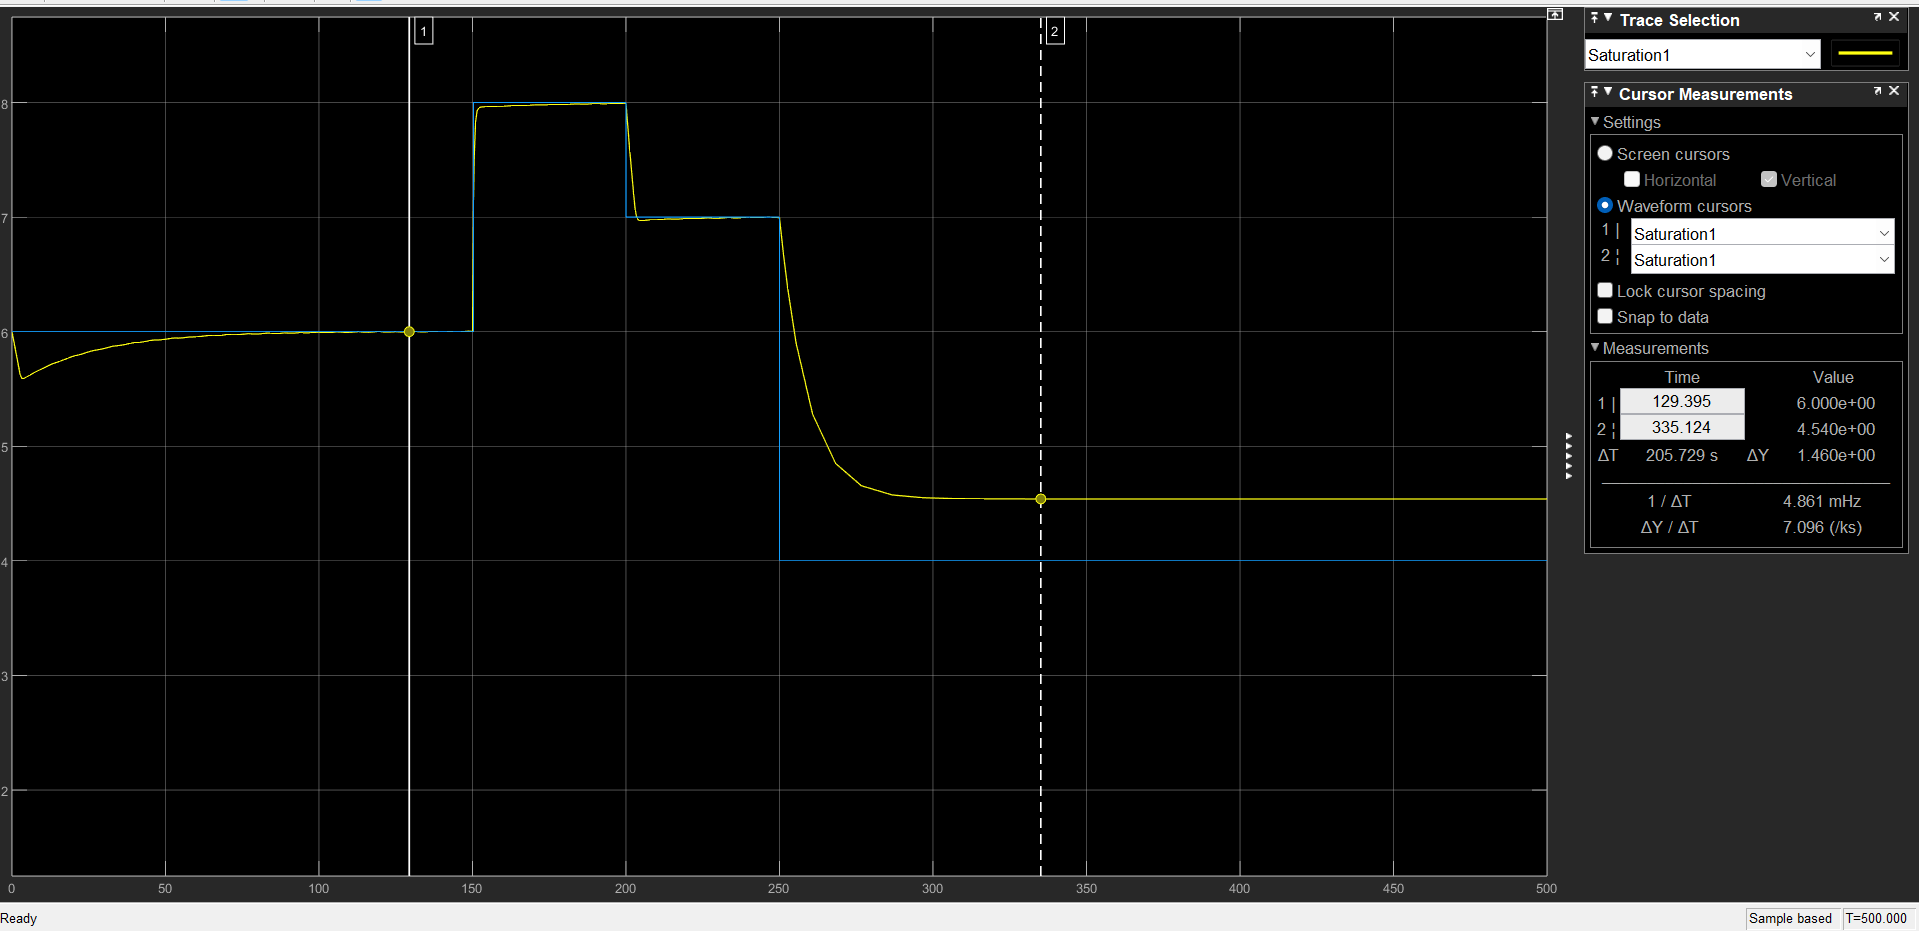 1
2
8
7
6
5
4
3
2
0 50 100 150 200 250 300 350 400 450 500
Trace Selection
Saturation1
Cursor Measurements
Settings
Screen cursors
Horizontal Vertical
Waveform cursors
1 | Saturation1
2 ¦ Saturation1
Lock cursor spacing
Snap to data
Measurements
Time Value
1 | 129.395 6.000e+00
2 ¦ 335.124 4.540e+00
ΔT 205.729 s ΔY 1.460e+00
1 / ΔT 4.861 mHz
ΔY / ΔT 7.096 (/ks)
Ready Sample based T=500.000